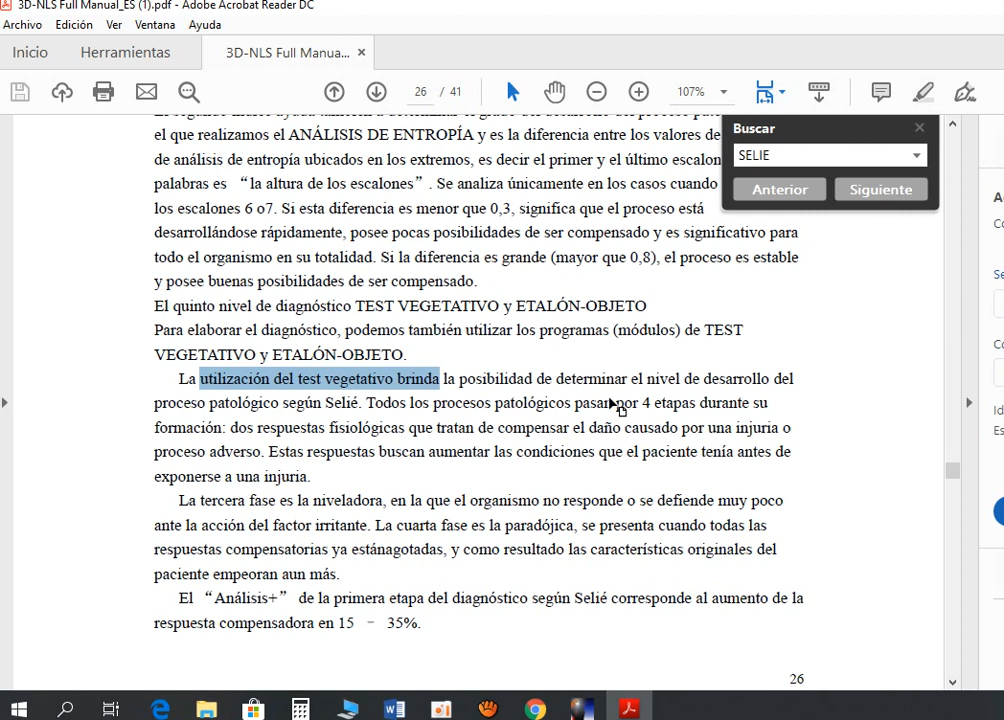 3D-NLS Full Manual_ES (1).pdf - Adobe Acrobat Reader DC
Archivo Edición Ver Ventana Ayuda
Inicio Herramientas 3D-NLS Full Manua... ×
26 / 41 107%
Buscar
SELIE
Anterior Siguiente
el que realizamos el ANÁLISIS DE ENTROPÍA y es la diferencia entre los valores de
de análisis de entropía ubicados en los extremos, es decir el primer y el último escalon
palabras es “la altura de los escalones”. Se analiza únicamente en los casos cuando
los escalones 6 o7. Si esta diferencia es menor que 0,3, significa que el proceso está
desarrollándose rápidamente, posee pocas posibilidades de ser compensado y es significativo para
todo el organismo en su totalidad. Si la diferencia es grande (mayor que 0,8), el proceso es estable
y posee buenas posibilidades de ser compensado.
El quinto nivel de diagnóstico TEST VEGETATIVO y ETALÓN-OBJETO
Para elaborar el diagnóstico, podemos también utilizar los programas (módulos) de TEST
VEGETATIVO y ETALÓN-OBJETO.
La utilización del test vegetativo brinda la posibilidad de determinar el nivel de desarrollo del
proceso patológico según Selié. Todos los procesos patológicos pasan por 4 etapas durante su
formación: dos respuestas fisiológicas que tratan de compensar el daño causado por una injuria o
proceso adverso. Estas respuestas buscan aumentar las condiciones que el paciente tenía antes de
exponerse a una injuria.
La tercera fase es la niveladora, en la que el organismo no responde o se defiende muy poco
ante la acción del factor irritante. La cuarta fase es la paradójica, se presenta cuando todas las
respuestas compensatorias ya estánagotadas, y como resultado las características originales del
paciente empeoran aun más.
El “Análisis+” de la primera etapa del diagnóstico según Selié corresponde al aumento de la
respuesta compensadora en 15 – 35%.
26